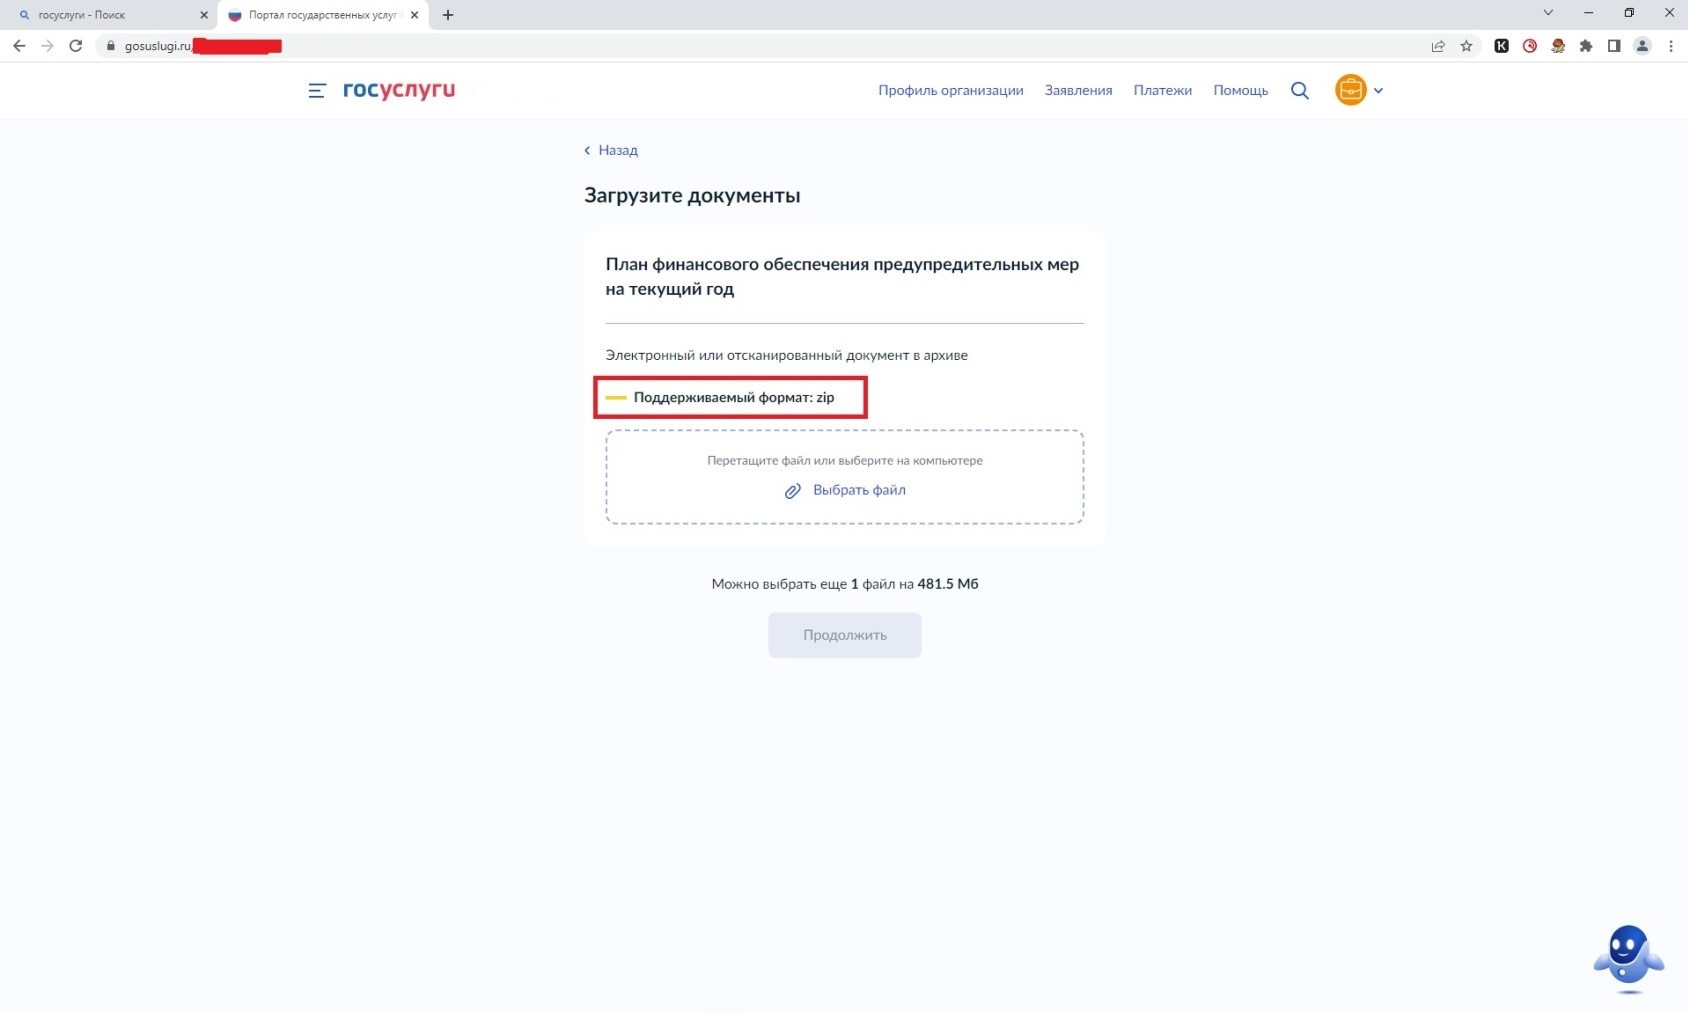 госуслуги - Поиск
Портал государственных услуг
gosuslugi.ru
госуслуги
Профиль организации
Заявления
Платежи
Помощь
Назад
Загрузите документы
План финансового обеспечения предупредительных мер
на текущий год
Электронный или отсканированный документ в архиве
Поддерживаемый формат: zip
Перетащите файл или выберите на компьютере
Выбрать файл
Можно выбрать еще 1 файл на 481.5 Мб
Продолжить